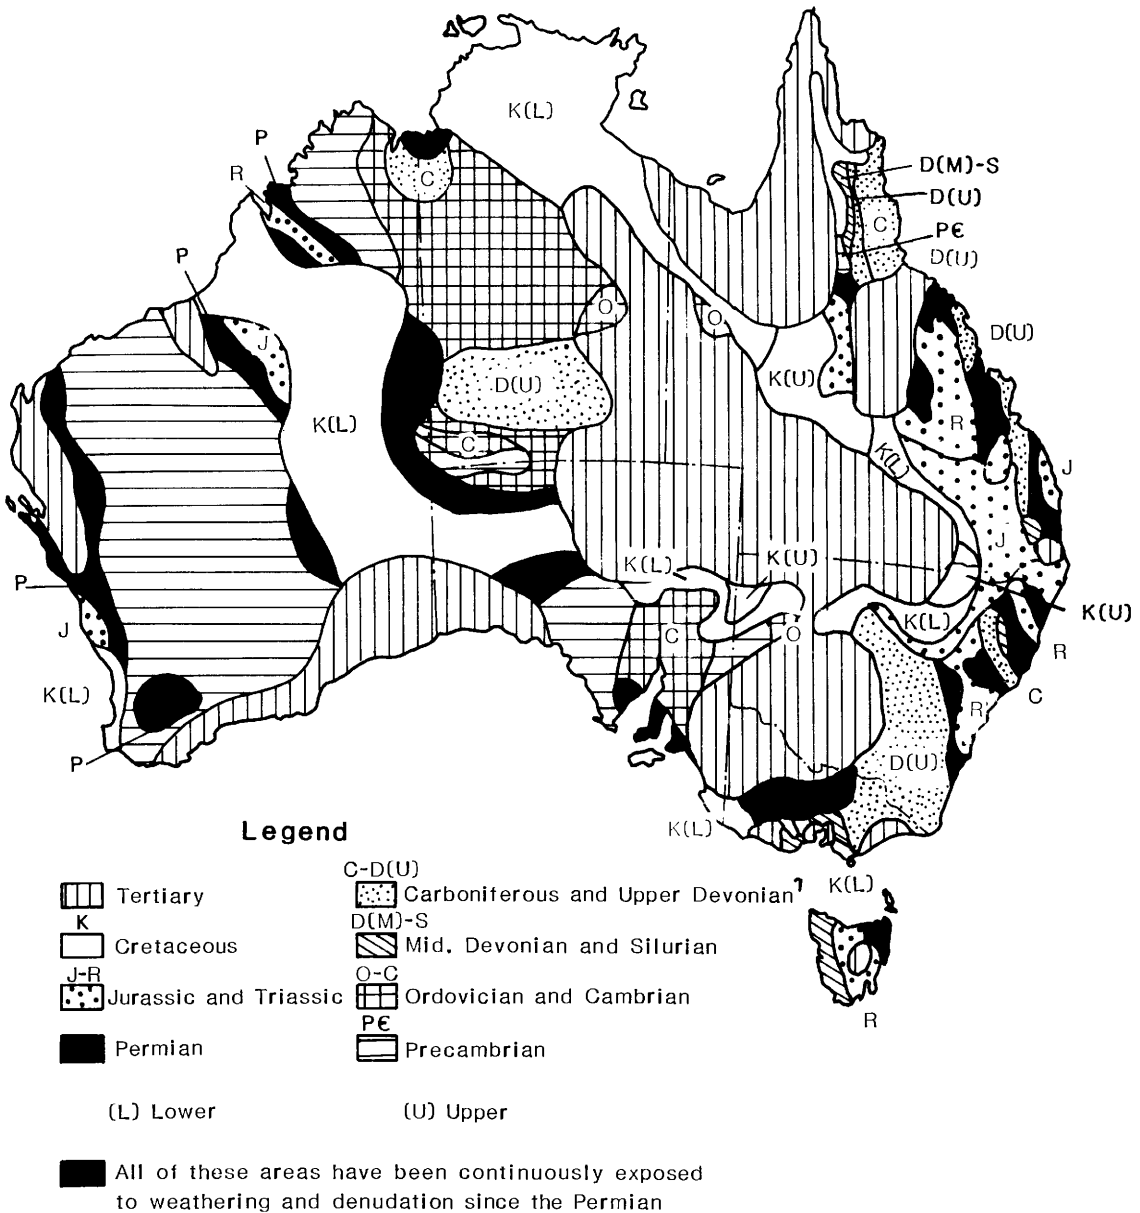 K(L)
P
R
C
D(M)-S
D(U)
C
PЄ
D(U)
P
O
O
J
D(U)
D(U)
K(U)
K(L)
C
R
K(L)
J
J
K(L)
K(U)
P
J
K(U)
K(L)
C
O
R
K(L)
C
R
P
D(U)
K(L)
Legend
Tertiary
K
Cretaceous
J-R
Jurassic and Triassic
Permian
C-D(U)
Carboniferous and Upper Devonian
D(M)-S
Mid. Devonian and Silurian
O-C
Ordovician and Cambrian
PЄ
Precambrian
K(L)
R
(L) Lower
(U) Upper
All of these areas have been continuously exposed
to weathering and denudation since the Permian